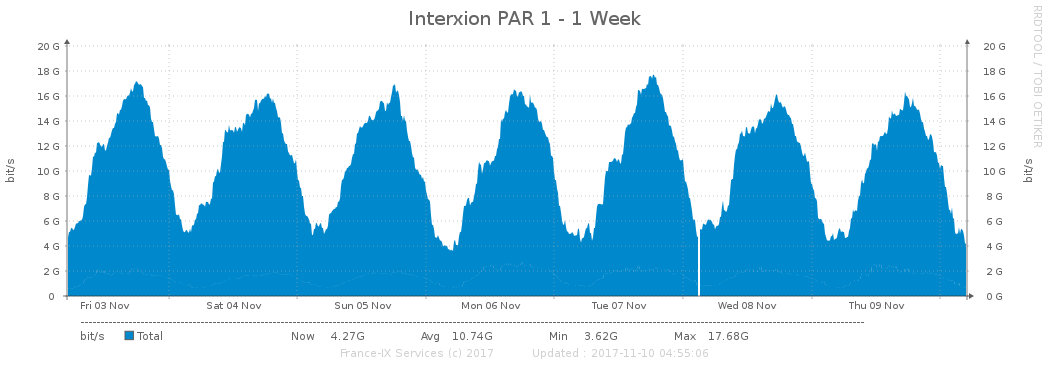 Interxion PAR 1 - 1 Week
RRDTOOL / TOBI OETIKER
bit/s
20 G
18 G
16 G
14 G
12 G
10 G
8 G
6 G
4 G
2 G
0
20 G
18 G
16 G
14 G
12 G
10 G
8 G
6 G
4 G
2 G
0 G
bit/s
Fri 03 Nov Sat 04 Nov Sun 05 Nov Mon 06 Nov Tue 07 Nov Wed 08 Nov Thu 09 Nov
bit/s Total Now 4.27G Avg 10.74G Min 3.62G Max 17.68G
France-IX Services (c) 2017 Updated : 2017-11-10 04:55:06